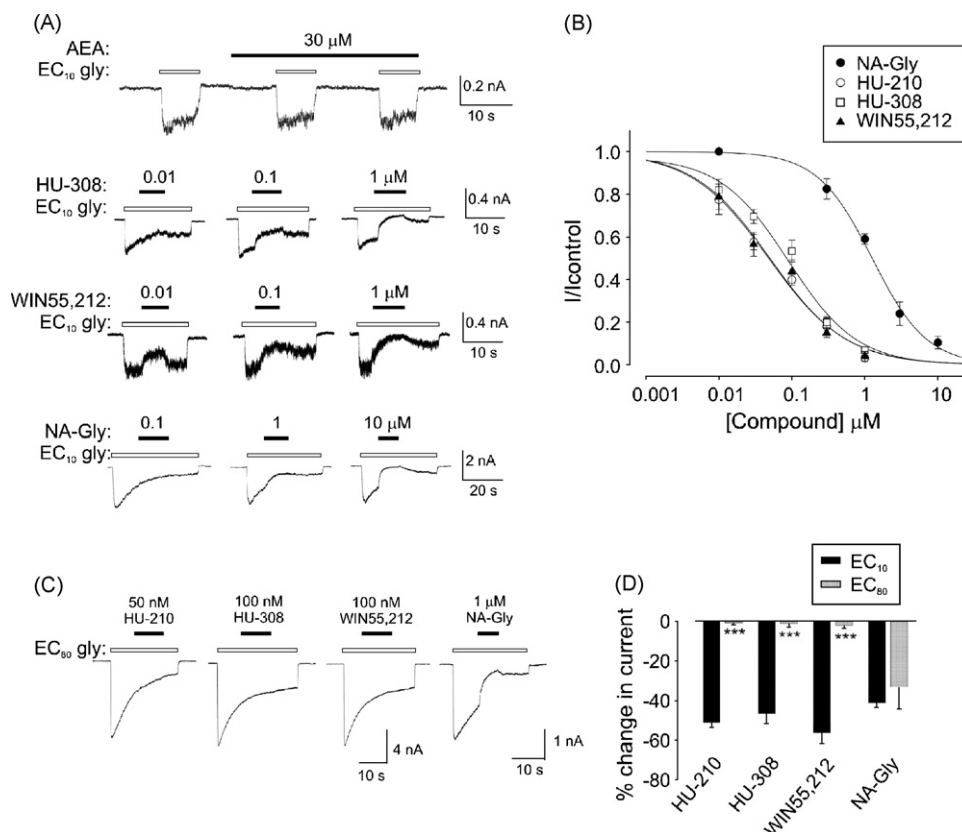 (A)
30 µM
AEA:
EC10 gly:
0.2 nA
10 s
0.01 0.1 1 µM
HU-308:
EC10 gly:
0.4 nA
10 s
0.01 0.1 1 µM
WIN55,212:
EC10 gly:
0.4 nA
10 s
0.1 1 10 µM
NA-Gly:
EC10 gly:
2 nA
20 s
(B)
NA-Gly
HU-210
HU-308
WIN55,212
I/Icontrol
1.0
0.8
0.6
0.4
0.2
0.0
0.001 0.01 0.1 1 10
[Compound] µM
(C)
50 nM 100 nM 100 nM 1 µM
HU-210 HU-308 WIN55,212 NA-Gly
EC80 gly:
4 nA
10 s
1 nA
10 s
(D)
EC10
EC80
% change in current
0
-20
-40
-60
-80
*** *** ***
HU-210 HU-308 WIN55,212 NA-Gly